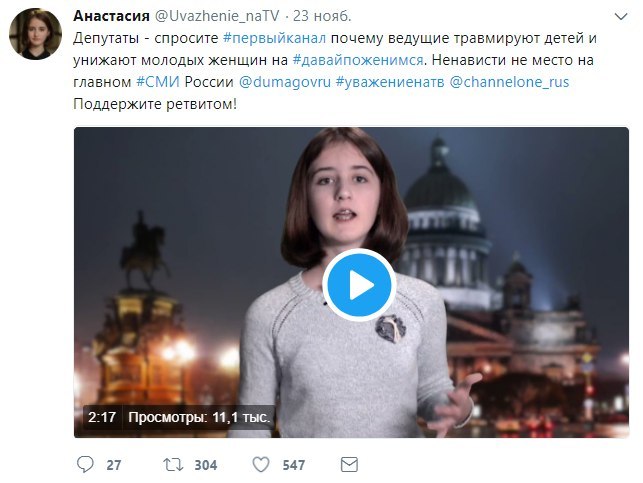 Анастасия @Uvazhenie_naTV · 23 нояб.
Депутаты - спросите #первыйканал почему ведущие травмируют детей и
унижают молодых женщин на #давайпоженимся. Ненависти не место на
главном #СМИ России @dumagovru #уважениенатв @channelone_rus
Поддержите ретвитом!
2:17 Просмотры: 11,1 тыс.
27 304 547